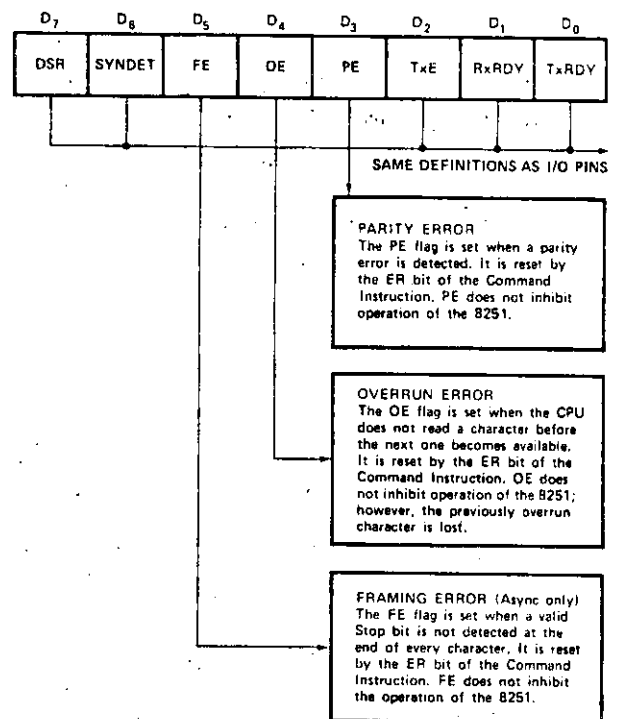 D7 D6 D5 D4 D3 D2 D1 D0
DSR SYNDET FE OE PE TxE RxRDY TxRDY
SAME DEFINITIONS AS I/O PINS
PARITY ERROR
The PE flag is set when a parity
error is detected. It is reset by
the ER bit of the Command
Instruction. PE does not inhibit
operation of the 8251.
OVERRUN ERROR
The OE flag is set when the CPU
does not read a character before
the next one becomes available.
It is reset by the ER bit of the
Command Instruction. OE does
not inhibit operation of the 8251;
however, the previously overrun
character is lost.
FRAMING ERROR (Async only)
The FE flag is set when a valid
Stop bit is not detected at the
end of every character. It is reset
by the ER bit of the Command
Instruction. FE does not inhibit
the operation of the 8251.